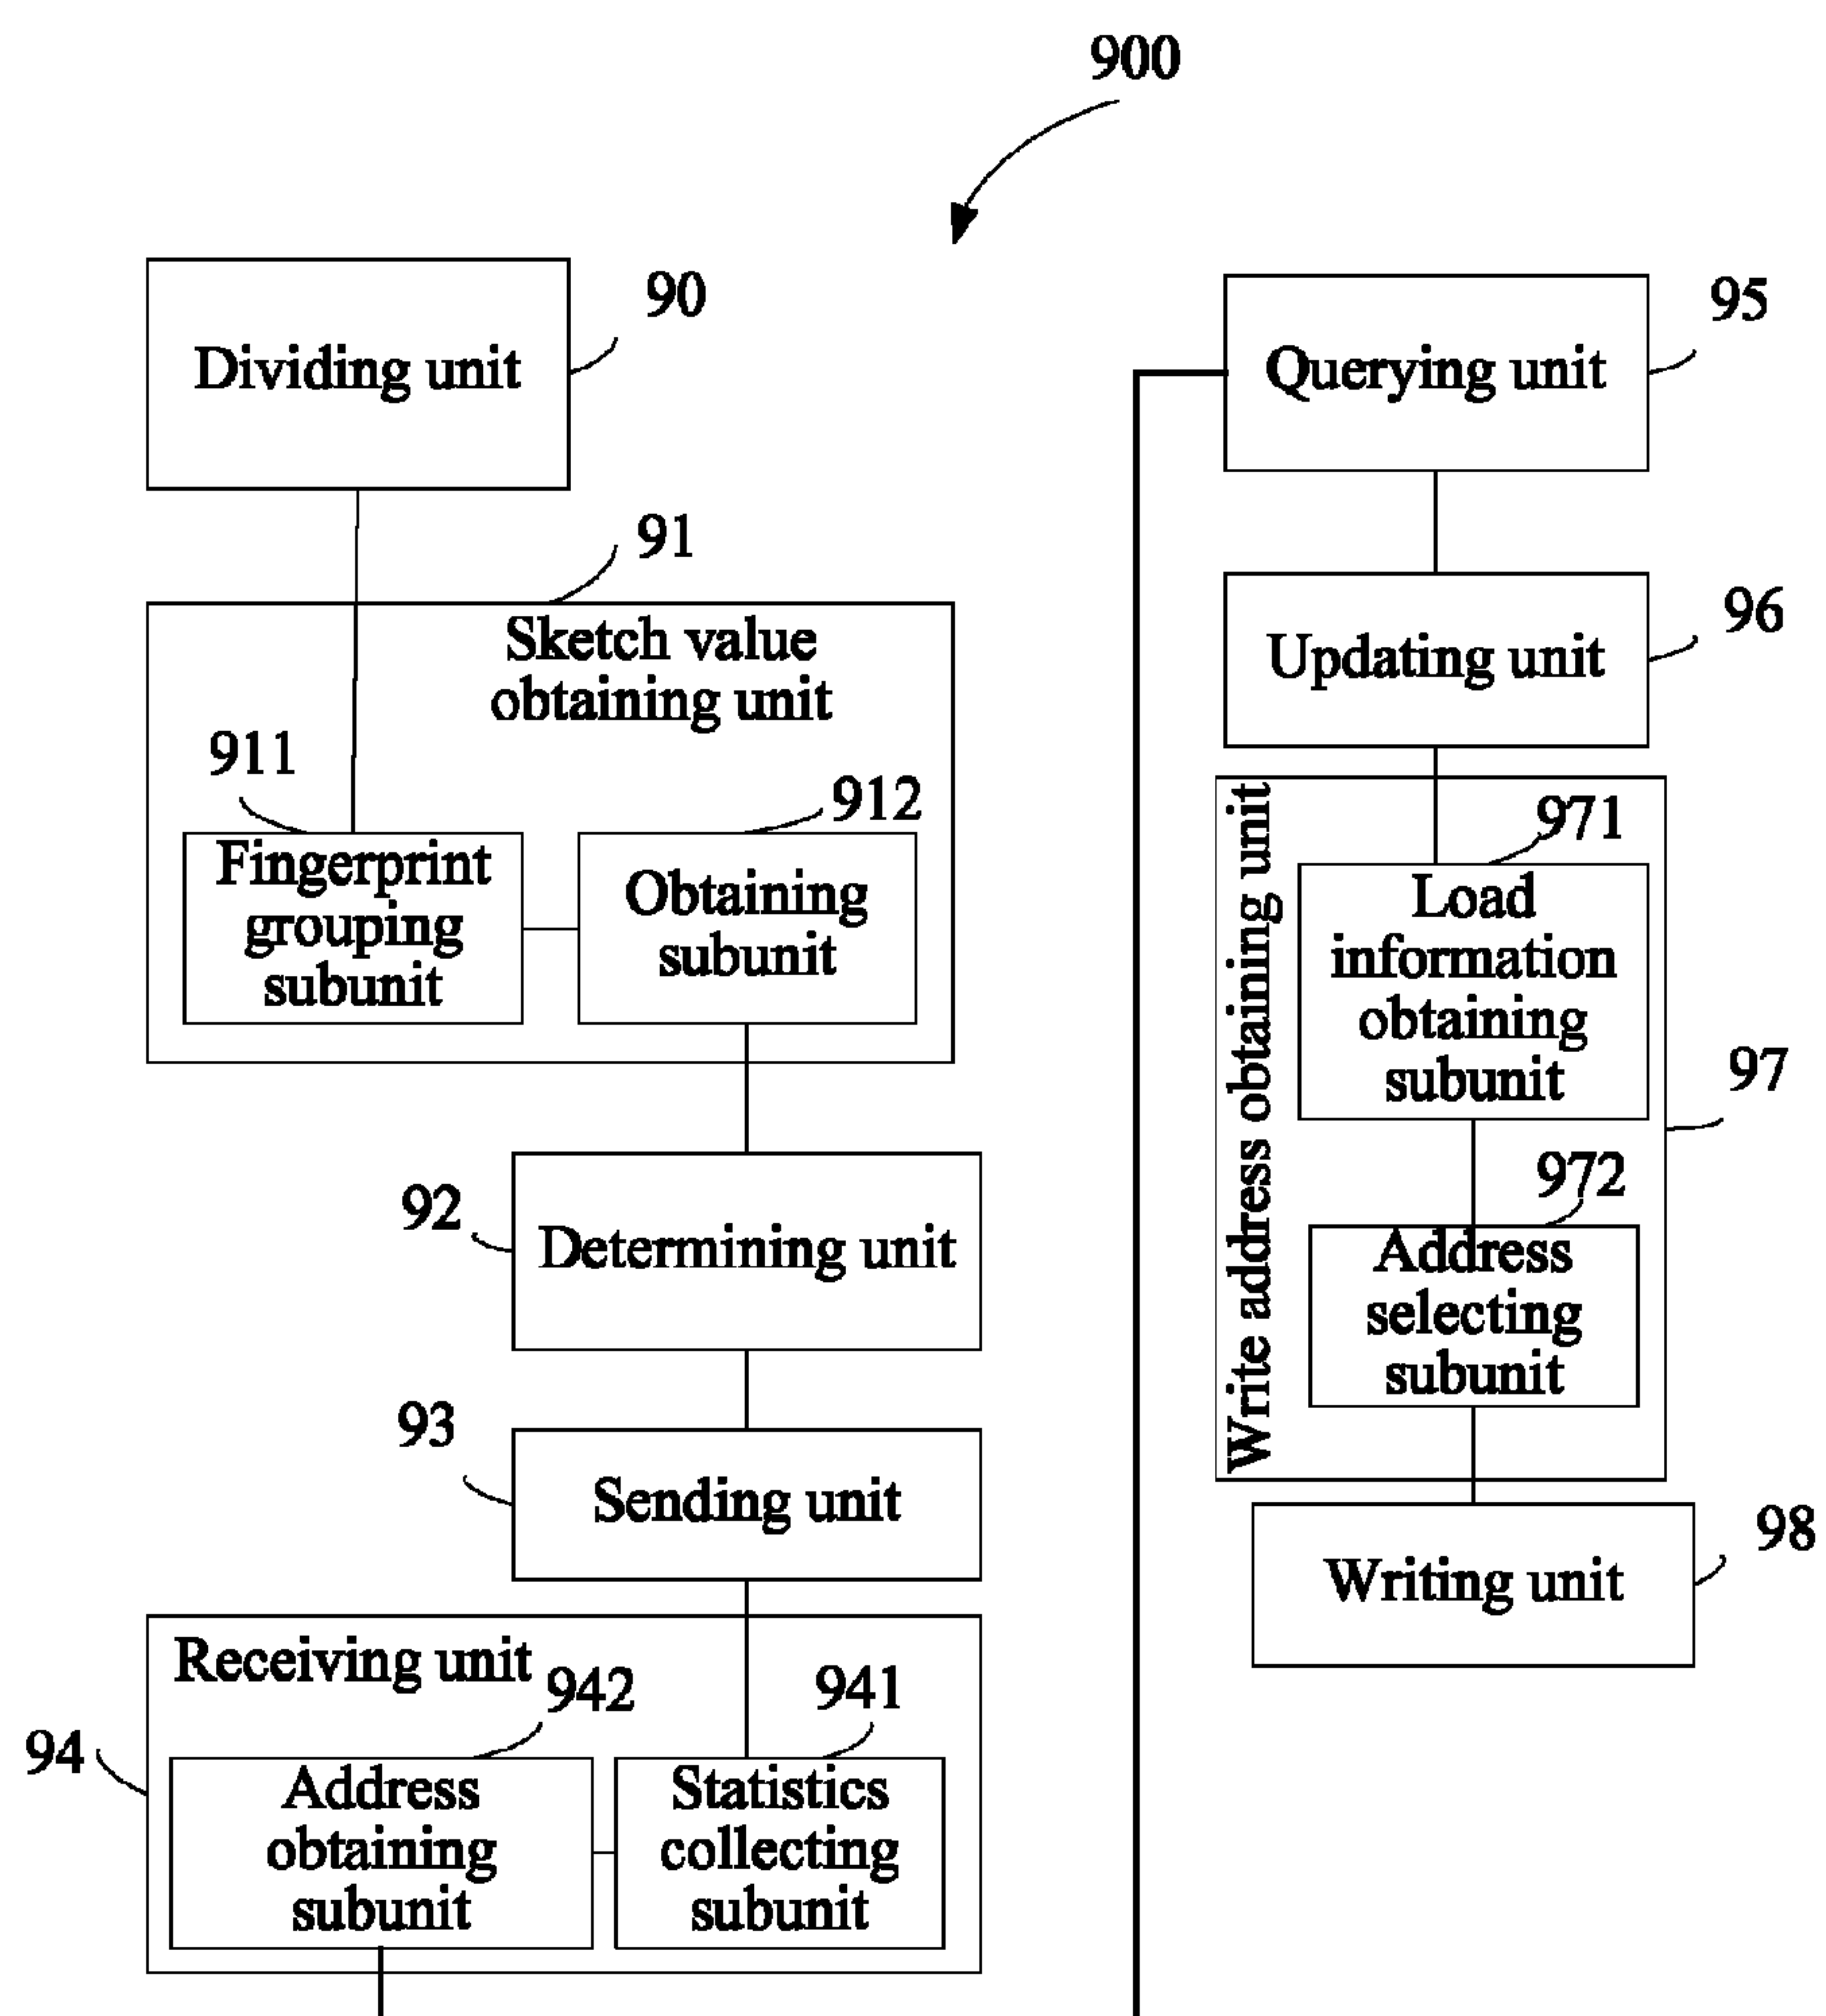 900
90
Dividing unit
91
Sketch value
obtaining unit
911
912
Fingerprint
grouping
subunit
Obtaining
subunit
92
Determining unit
93
Sending unit
Receiving unit
942
941
94
Address
obtaining
subunit
Statistics
collecting
subunit
95
Querying unit
96
Updating unit
Write address obtaining unit
971
Load
information
obtaining
subunit
97
972
Address
selecting
subunit
98
Writing unit